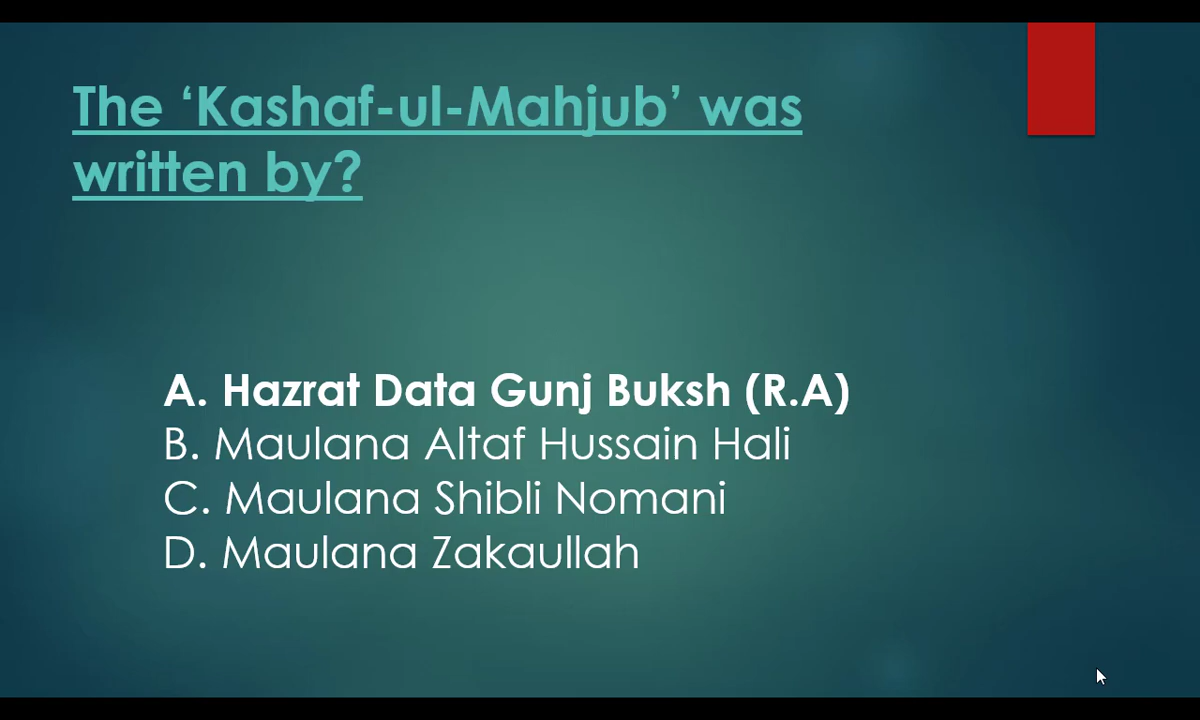 The ‘Kashaf-ul-Mahjub’ was
written by?
A. Hazrat Data Gunj Buksh (R.A)
B. Maulana Altaf Hussain Hali
C. Maulana Shibli Nomani
D. Maulana Zakaullah